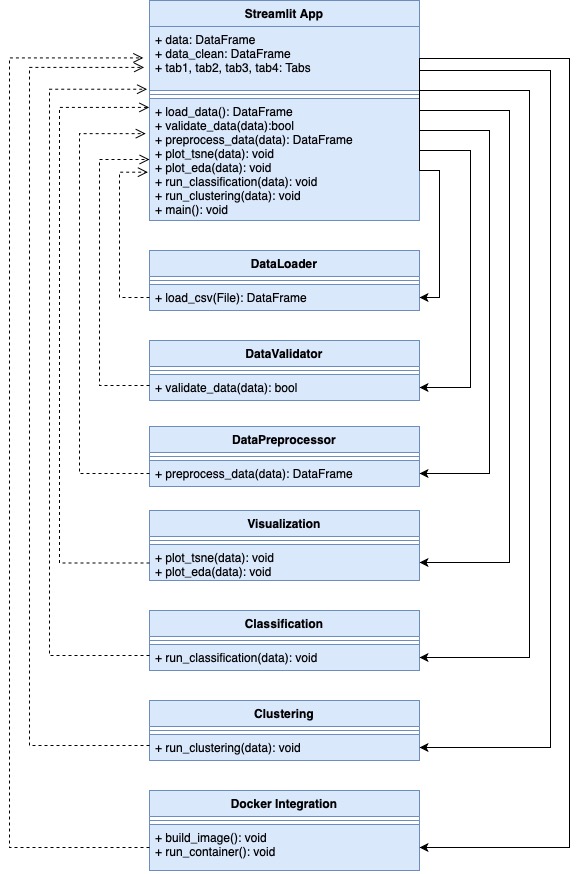 Streamlit App
+ data: DataFrame
+ data_clean: DataFrame
+ tab1, tab2, tab3, tab4: Tabs
+ load_data(): DataFrame
+ validate_data(data):bool
+ preprocess_data(data): DataFrame
+ plot_tsne(data): void
+ plot_eda(data): void
+ run_classification(data): void
+ run_clustering(data): void
+ main(): void
DataLoader
+ load_csv(File): DataFrame
DataValidator
+ validate_data(data): bool
DataPreprocessor
+ preprocess_data(data): DataFrame
Visualization
+ plot_tsne(data): void
+ plot_eda(data): void
Classification
+ run_classification(data): void
Clustering
+ run_clustering(data): void
Docker Integration
+ build_image(): void
+ run_container(): void